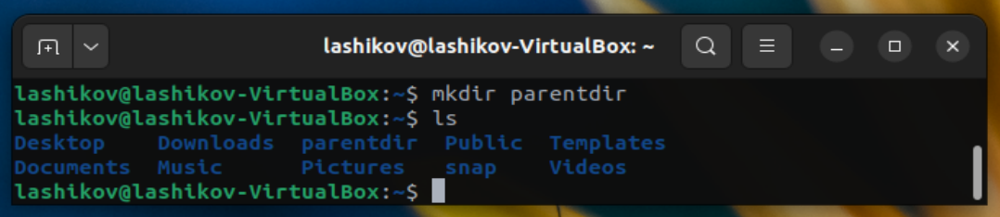 lashikov@lashikov-VirtualBox: ~
lashikov@lashikov-VirtualBox:~$ mkdir parentdir
lashikov@lashikov-VirtualBox:~$ ls
Desktop    Downloads  parentdir  Public  Templates
Documents  Music      Pictures   snap    Videos
lashikov@lashikov-VirtualBox:~$